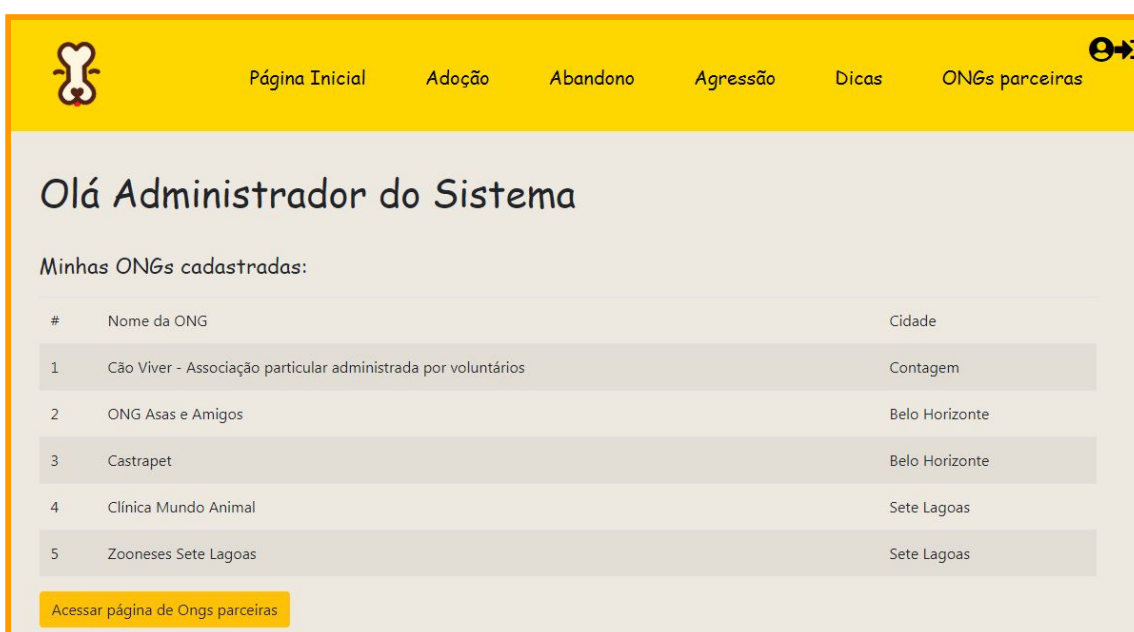 Página Inicial Adoção Abandono Agressão Dicas ONGs parceiras
Olá Administrador do Sistema
Minhas ONGs cadastradas:
# Nome da ONG Cidade
1 Cão Viver - Associação particular administrada por voluntários Contagem
2 ONG Asas e Amigos Belo Horizonte
3 Castrapet Belo Horizonte
4 Clínica Mundo Animal Sete Lagoas
5 Zooneses Sete Lagoas Sete Lagoas
Acessar página de Ongs parceiras